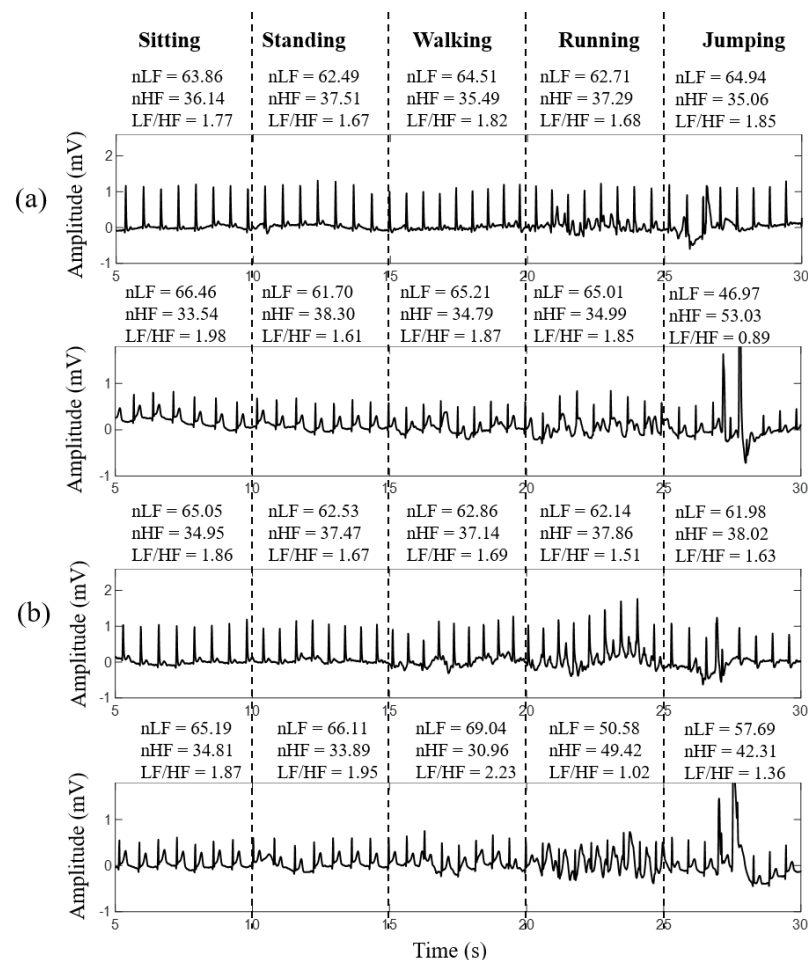 Sitting Standing Walking Running Jumping
nLF = 63.86 nLF = 62.49 nLF = 64.51 nLF = 62.71 nLF = 64.94
nHF = 36.14 nHF = 37.51 nHF = 35.49 nHF = 37.29 nHF = 35.06
LF/HF = 1.77 LF/HF = 1.67 LF/HF = 1.82 LF/HF = 1.68 LF/HF = 1.85
(a)
Amplitude (mV)
2
1
0
-1
5 10 15 20 25 30
nLF = 66.46 nLF = 61.70 nLF = 65.21 nLF = 65.01 nLF = 46.97
nHF = 33.54 nHF = 38.30 nHF = 34.79 nHF = 34.99 nHF = 53.03
LF/HF = 1.98 LF/HF = 1.61 LF/HF = 1.87 LF/HF = 1.85 LF/HF = 0.89
Amplitude (mV)
1
0
-1
5 10 15 20 25 30
nLF = 65.05 nLF = 62.53 nLF = 62.86 nLF = 62.14 nLF = 61.98
nHF = 34.95 nHF = 37.47 nHF = 37.14 nHF = 37.86 nHF = 38.02
LF/HF = 1.86 LF/HF = 1.67 LF/HF = 1.69 LF/HF = 1.51 LF/HF = 1.63
(b)
Amplitude (mV)
2
1
0
-1
5 10 15 20 25 30
nLF = 65.19 nLF = 66.11 nLF = 69.04 nLF = 50.58 nLF = 57.69
nHF = 34.81 nHF = 33.89 nHF = 30.96 nHF = 49.42 nHF = 42.31
LF/HF = 1.87 LF/HF = 1.95 LF/HF = 2.23 LF/HF = 1.02 LF/HF = 1.36
Amplitude (mV)
1
0
-1
5 10 15 20 25 30
Time (s)